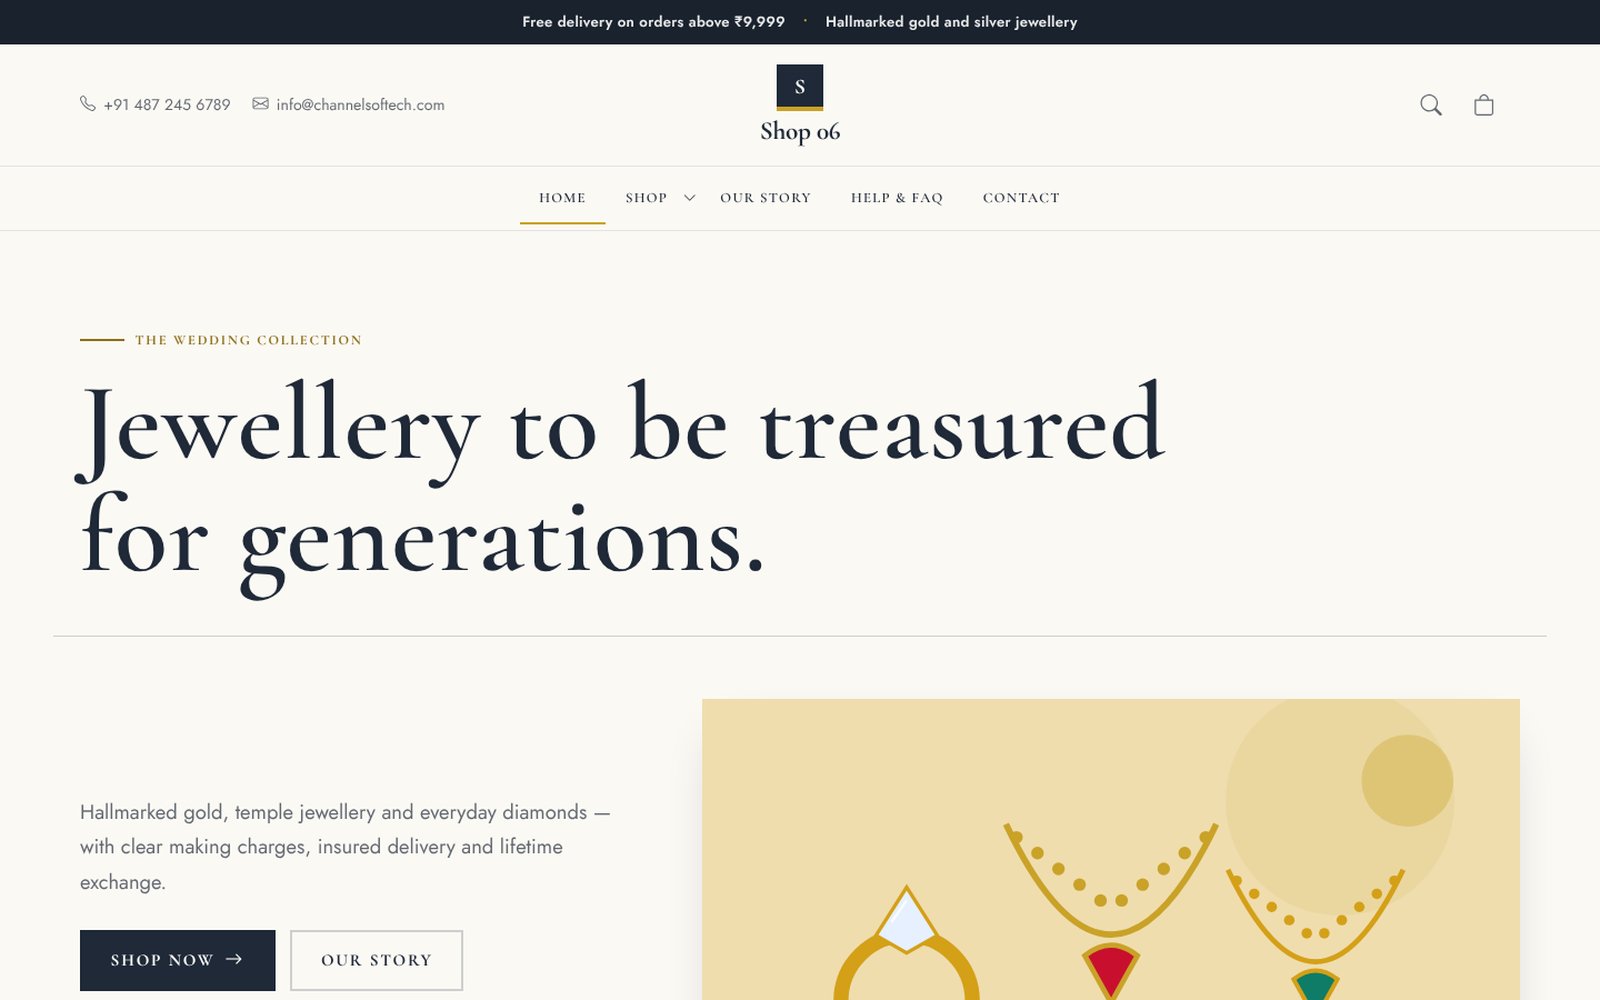 Free delivery on orders above ₹9,999 · Hallmarked gold and silver jewellery
+91 487 245 6789 info@channelsoftech.com
S
Shop 06
HOME SHOP OUR STORY HELP & FAQ CONTACT
THE WEDDING COLLECTION
Jewellery to be treasured
for generations.
Hallmarked gold, temple jewellery and everyday diamonds —
with clear making charges, insured delivery and lifetime
exchange.
SHOP NOW → OUR STORY